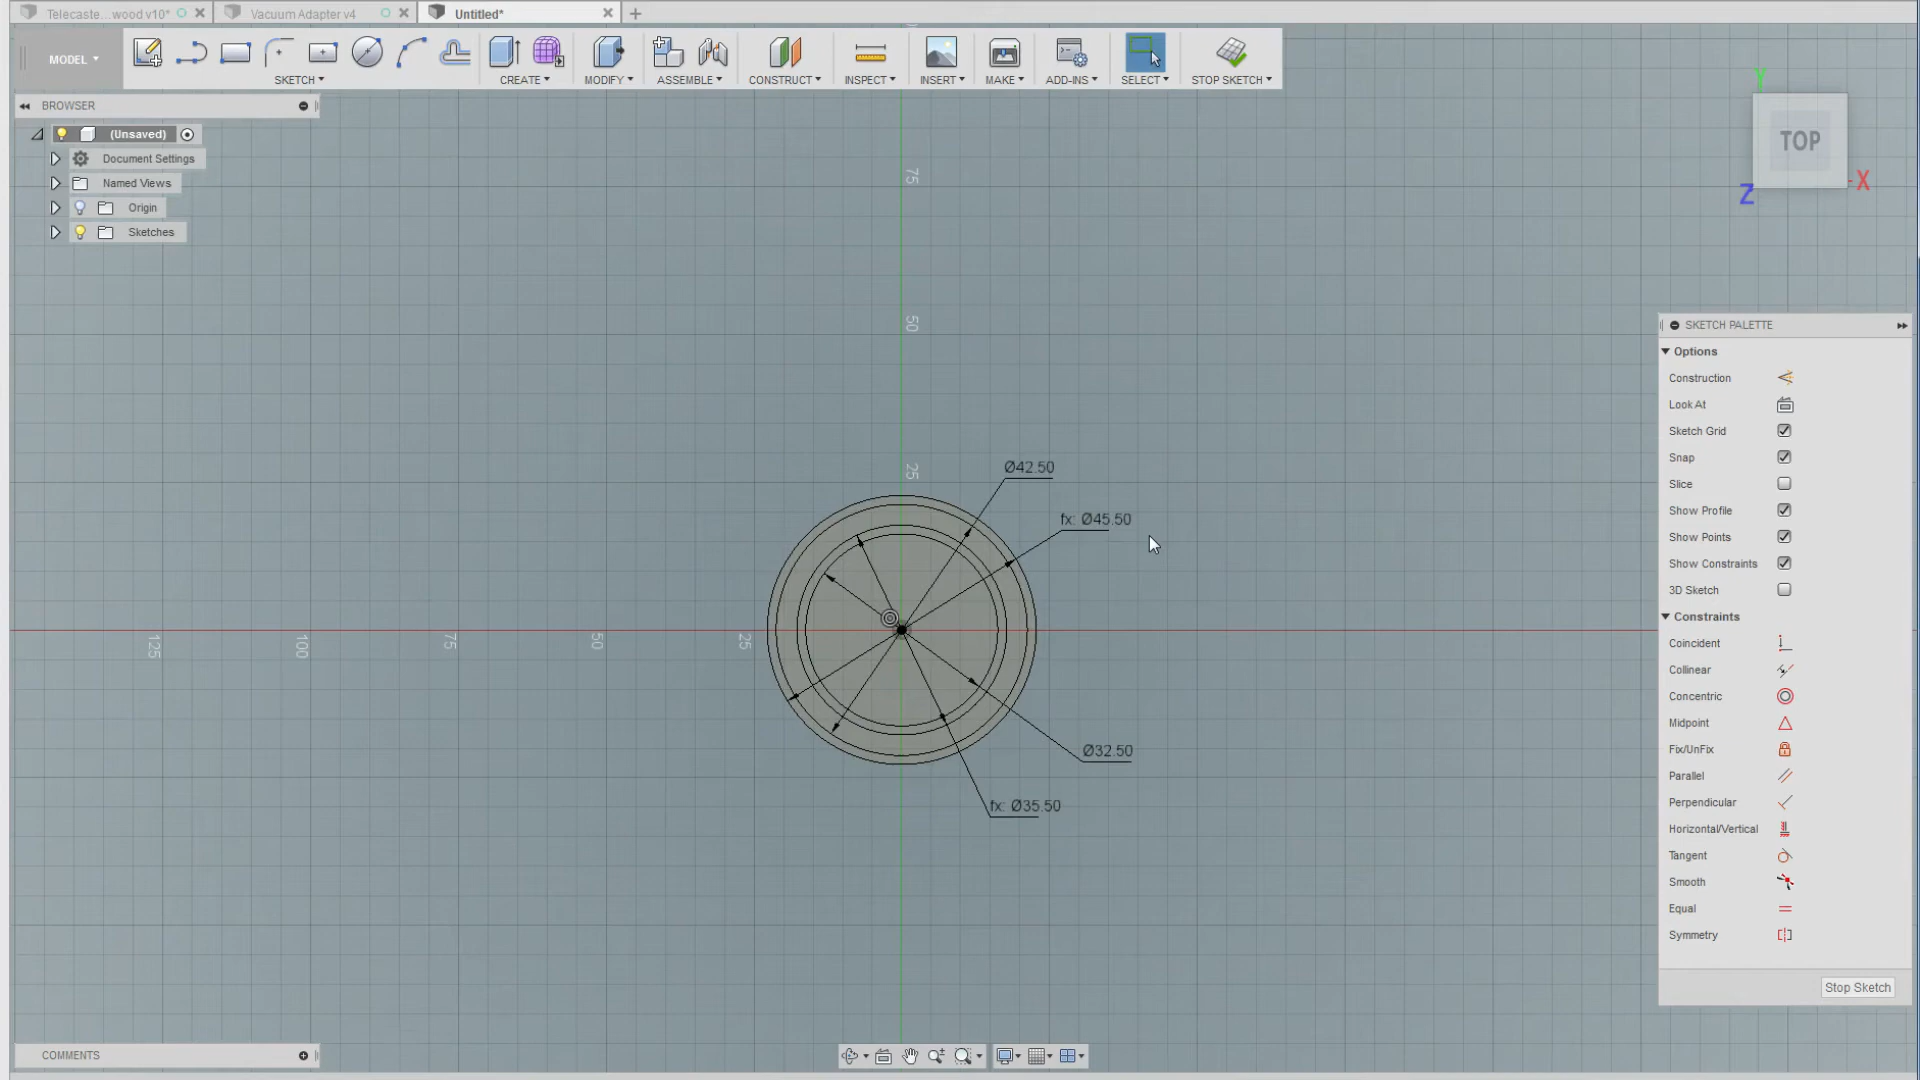 Telecaste...wood v10*
Vacuum Adapter v4
Untitled*
MODEL
SKETCH
CREATE
MODIFY
ASSEMBLE
CONSTRUCT
INSPECT
INSERT
MAKE
ADD-INS
SELECT
STOP SKETCH
BROWSER
(Unsaved)
Document Settings
Named Views
Origin
Sketches
Y
TOP
X
Z
75
50
25
125
100
75
50
25
Ø42.50
fx: Ø45.50
Ø32.50
fx: Ø35.50
SKETCH PALETTE
Options
Construction
Look At
Sketch Grid
Snap
Slice
Show Profile
Show Points
Show Constraints
3D Sketch
Constraints
Coincident
Collinear
Concentric
Midpoint
Fix/UnFix
Parallel
Perpendicular
Horizontal/Vertical
Tangent
Smooth
Equal
Symmetry
Stop Sketch
COMMENTS